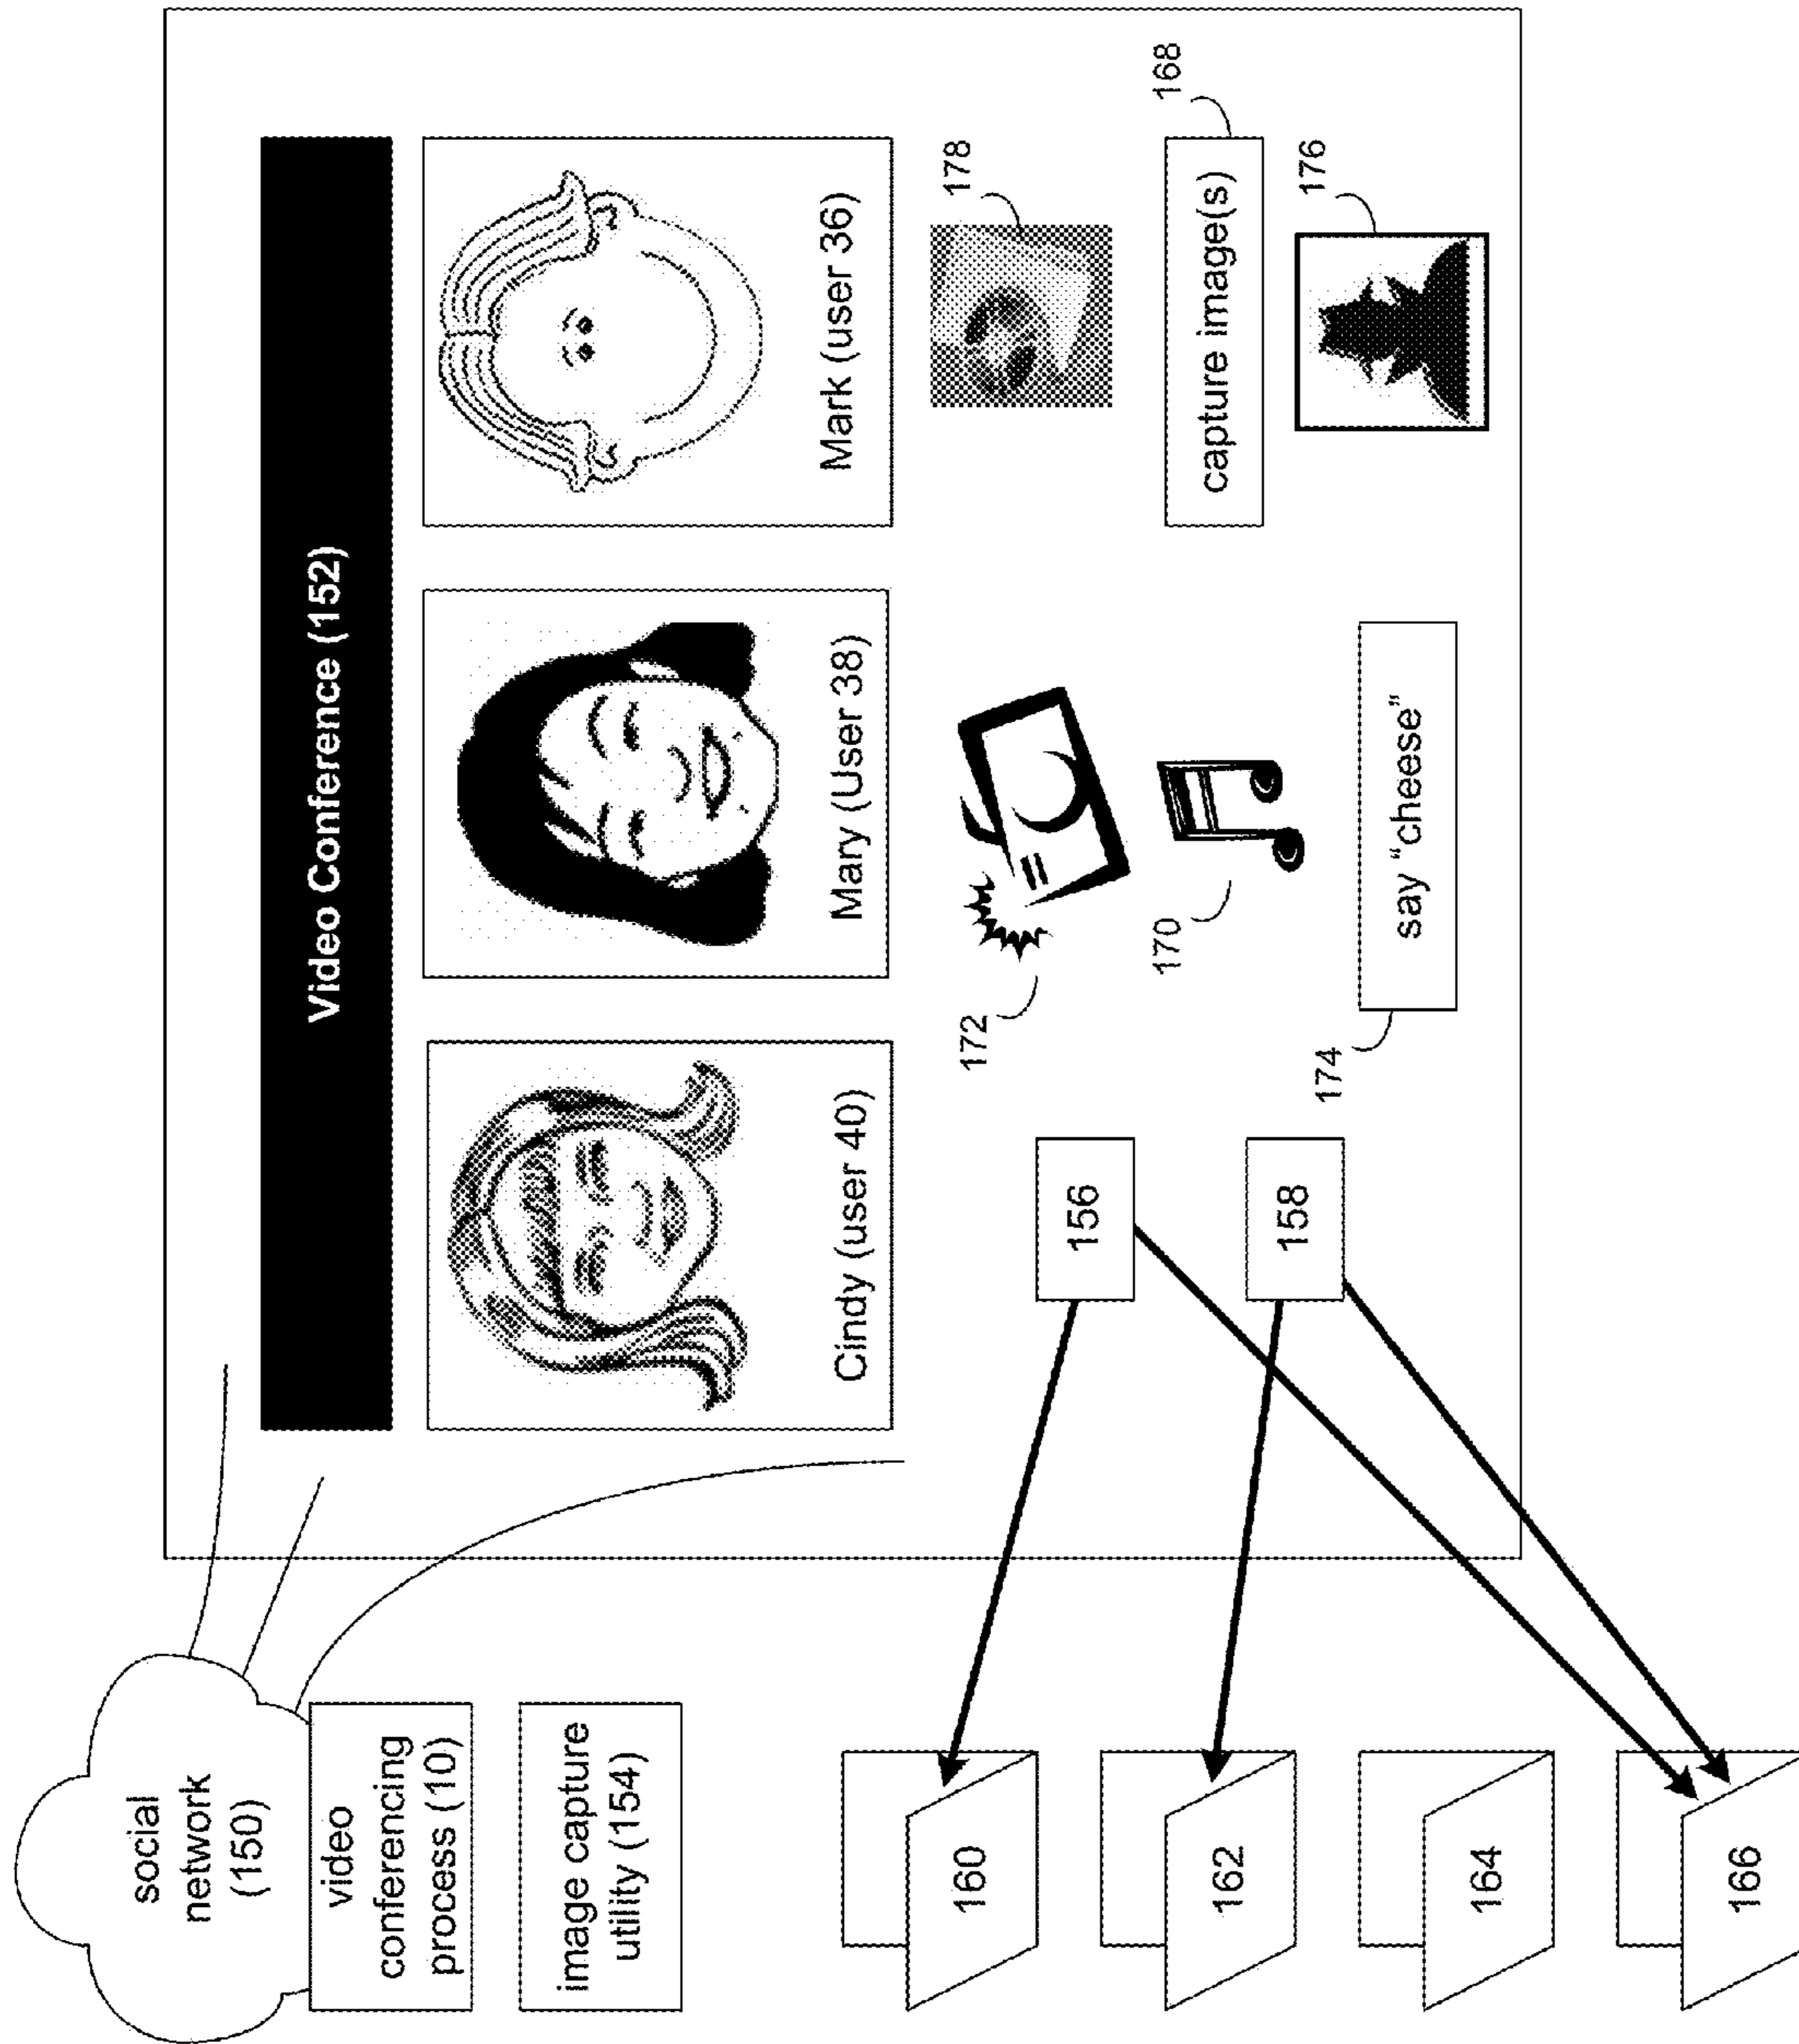 social
network
(150)
video
conferencing
process (10)
image capture
utility (154)
Video Conference (152)
Cindy (user 40)
Mary (User 38)
Mark (user 36)
160
162
164
166
156
158
172
170
174
say “cheese”
178
168
capture image(s)
176